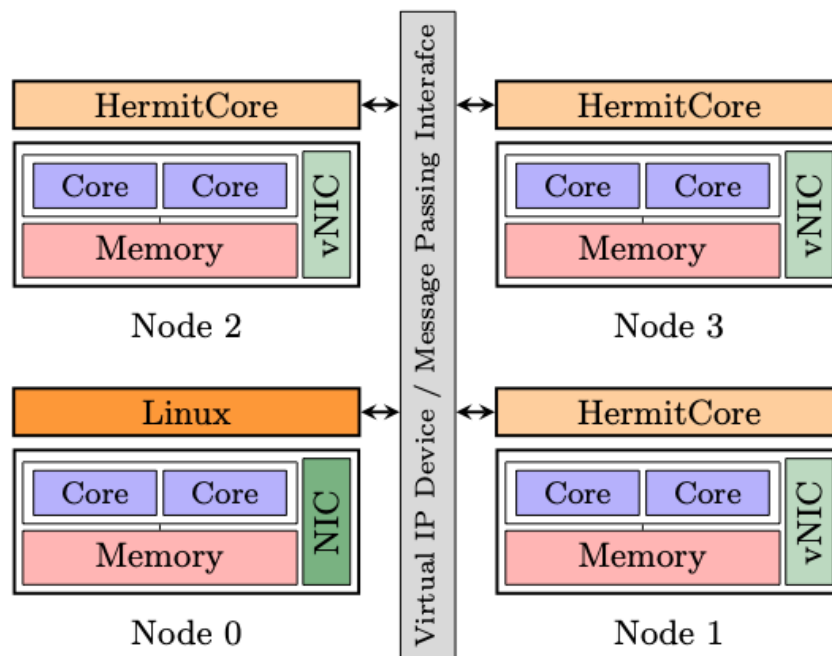 HermitCore
Core Core
Memory
vNIC
Node 2
HermitCore
Core Core
Memory
vNIC
Node 3
Virtual IP Device / Message Passing Interafce
Linux
Core Core
Memory
NIC
Node 0
HermitCore
Core Core
Memory
vNIC
Node 1